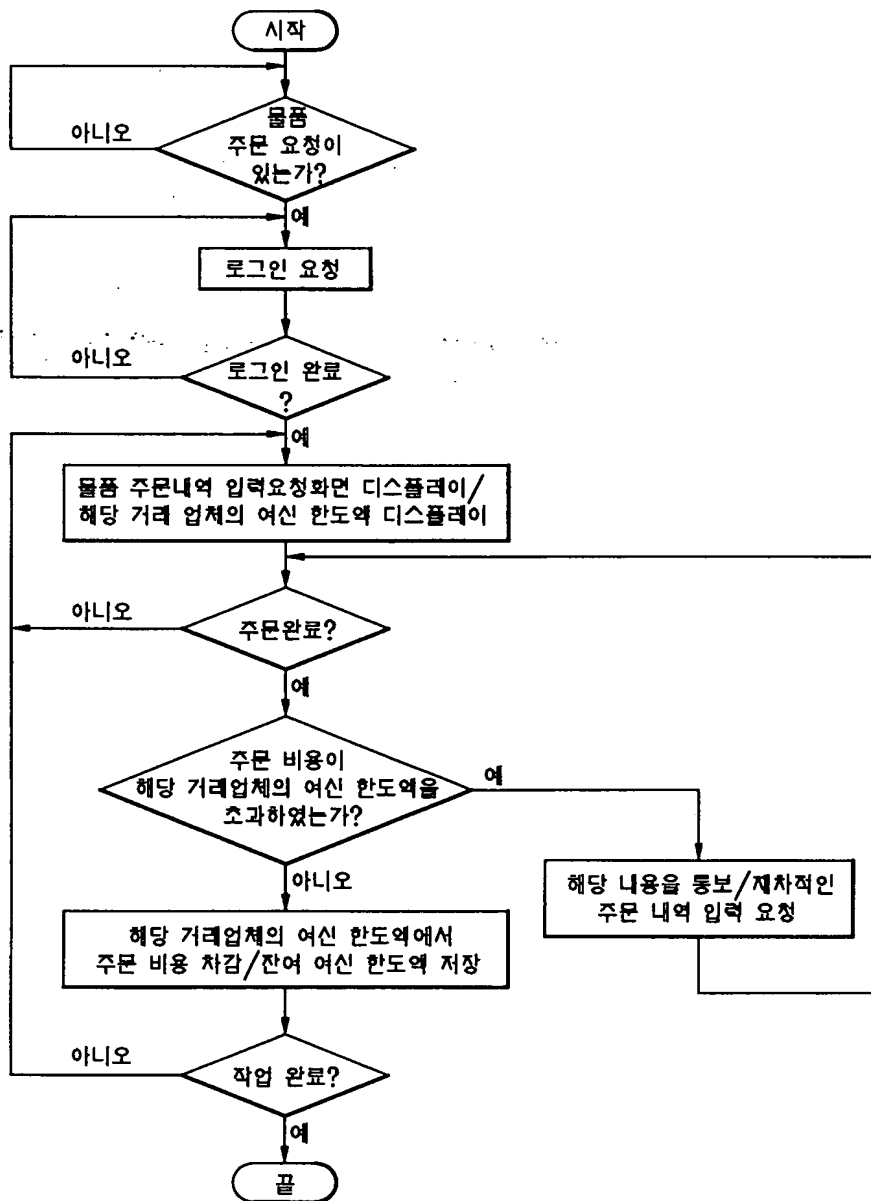 시작
물품
아니오
주문 요청이
있는가?
예
로그인 요청
아니오
로그인 완료
?
예
물품 주문내역 입력요청화면 디스플레이/
해당 거래 업체의 여신 한도액 디스플레이
아니오
주문완료?
예
주문 비용이
해당 거래업체의 여신 한도액을
초과하였는가?
예
아니오
해당 내용을 통보/재차적인
주문 내역 입력 요청
해당 거래업체의 여신 한도액에서
주문 비용 차감/잔여 여신 한도액 저장
아니오
작업 완료?
예
끝